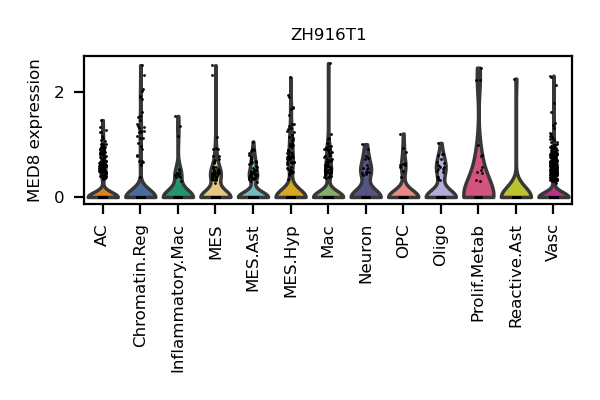 ZH916T1
MED8 expression
2
0
AC
Chromatin.Reg
Inflammatory.Mac
MES
MES.Ast
MES.Hyp
Mac
Neuron
OPC
Oligo
Prolif.Metab
Reactive.Ast
Vasc